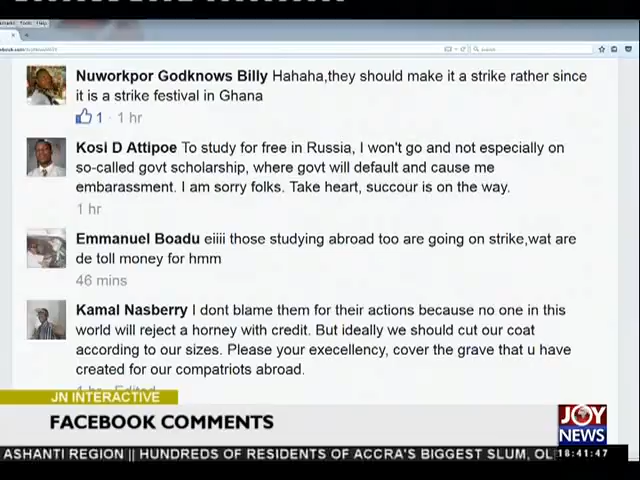 Tools Help
Search
Nuworkpor Godknows Billy Hahaha,they should make it a strike rather since
it is a strike festival in Ghana
1 · 1 hr
Kosi D Attipoe To study for free in Russia, I won't go and not especially on
so-called govt scholarship, where govt will default and cause me
embarassment. I am sorry folks. Take heart, succour is on the way.
1 hr
Emmanuel Boadu eiiii those studying abroad too are going on strike,wat are
de toll money for hmm
46 mins
Kamal Nasberry I dont blame them for their actions because no one in this
world will reject a horney with credit. But ideally we should cut our coat
according to our sizes. Please your execellency, cover the grave that u have
created for our compatriots abroad.
1 hr · Edited
JN INTERACTIVE
FACEBOOK COMMENTS
JOY
NEWS
ASHANTI REGION || HUNDREDS OF RESIDENTS OF ACCRA'S BIGGEST SLUM, OL
18:41:47